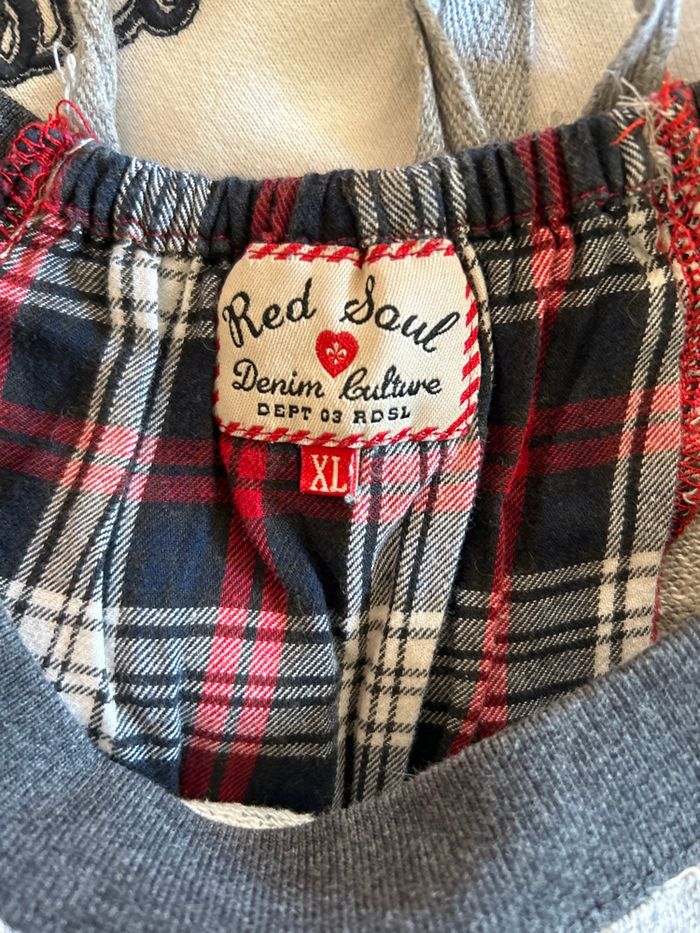 Red Soul
Denim Culture
DEPT 03 RDSL
XL